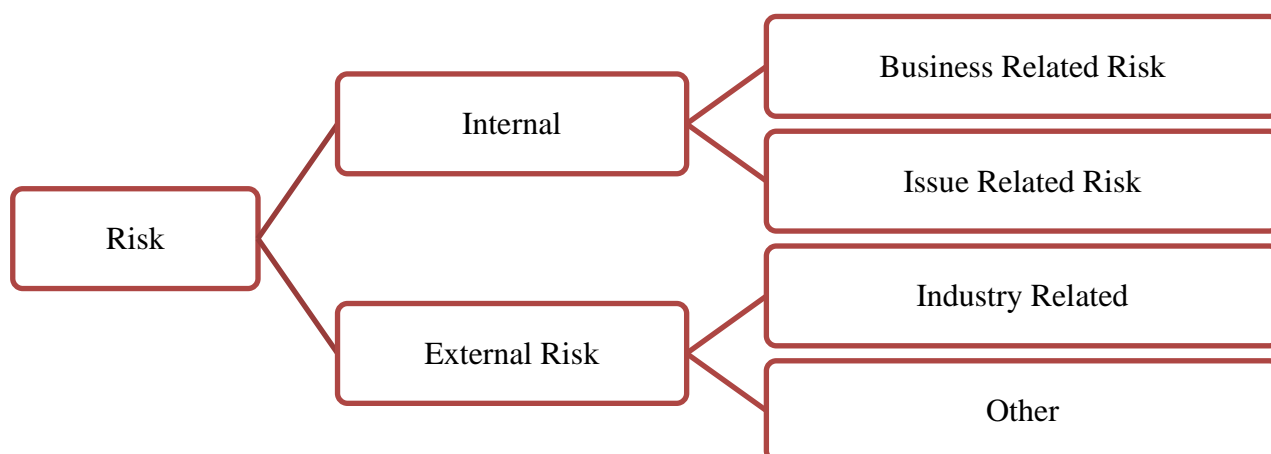 Risk
Internal
Business Related Risk
Issue Related Risk
External Risk
Industry Related
Other